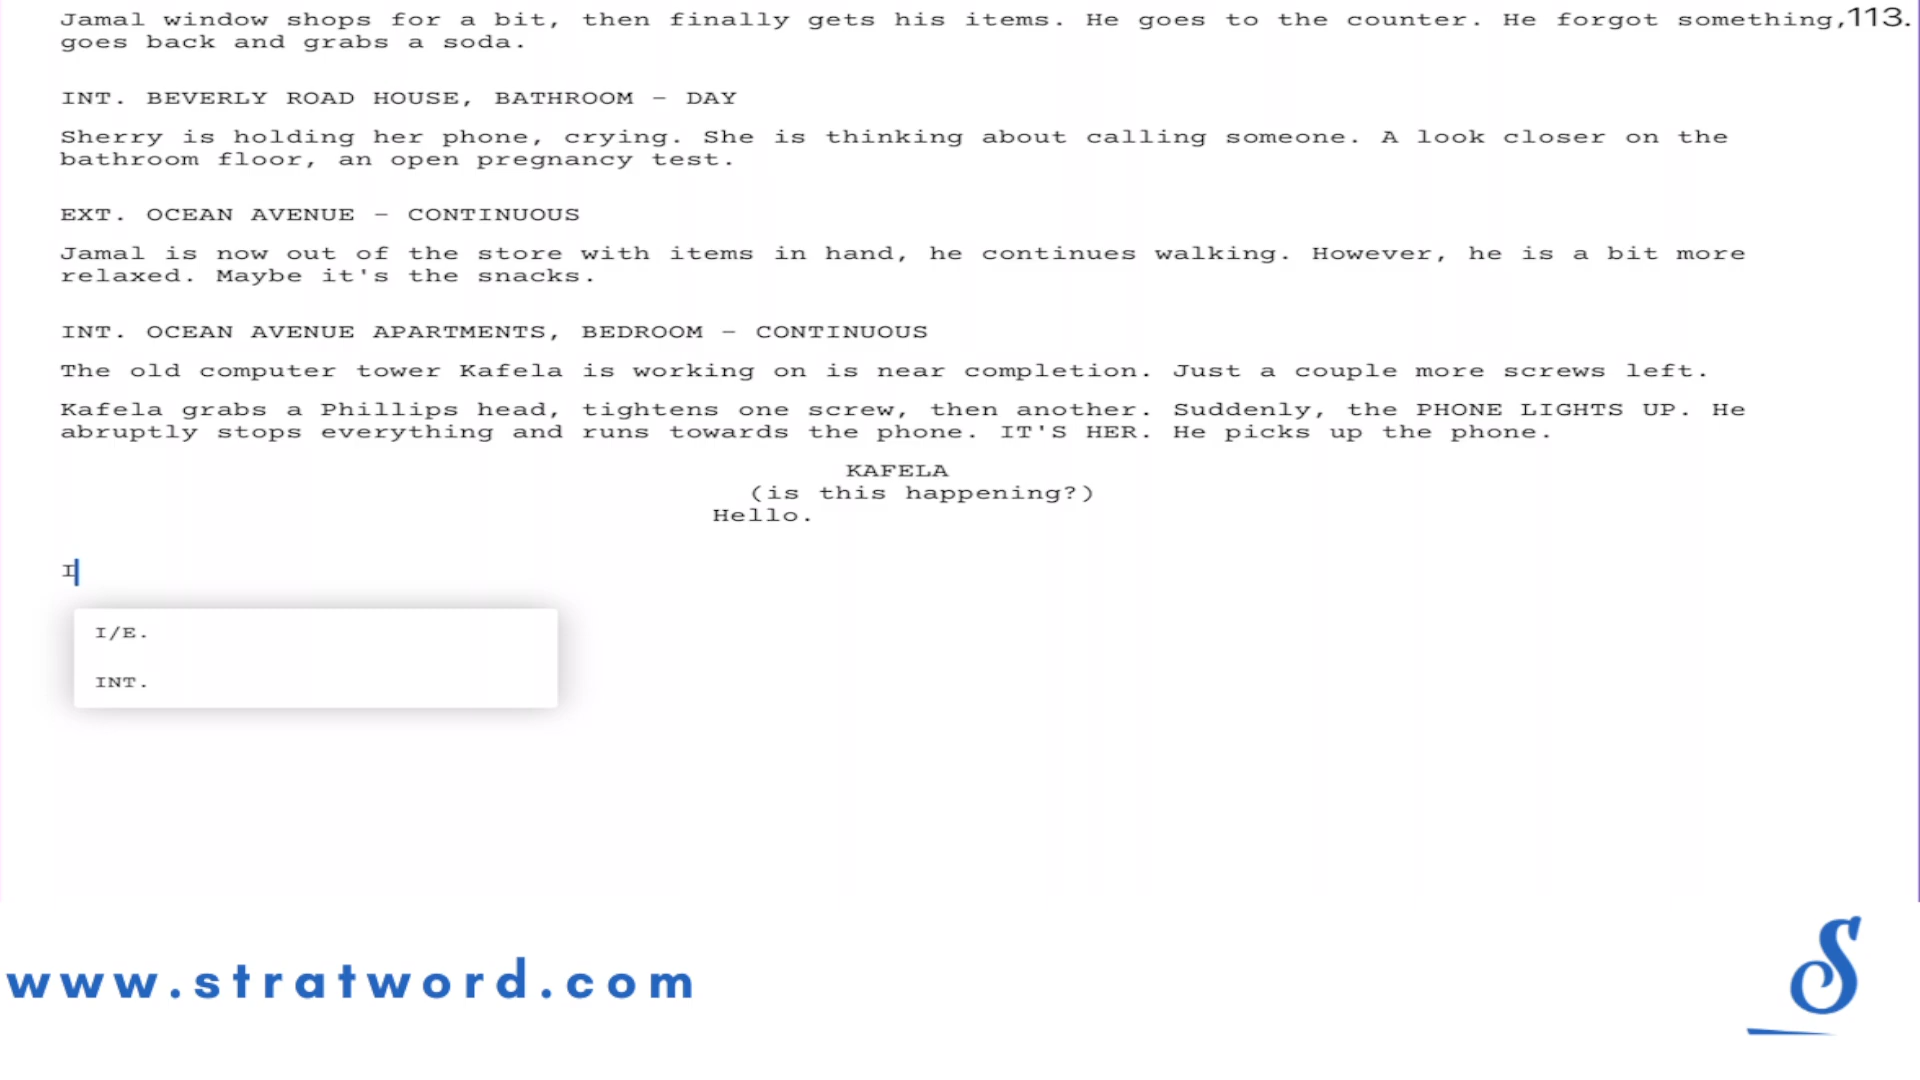 Jamal window shops for a bit, then finally gets his items. He goes to the counter. He forgot something,113.
goes back and grabs a soda.
INT. BEVERLY ROAD HOUSE, BATHROOM - DAY
Sherry is holding her phone, crying. She is thinking about calling someone. A look closer on the
bathroom floor, an open pregnancy test.
EXT. OCEAN AVENUE - CONTINUOUS
Jamal is now out of the store with items in hand, he continues walking. However, he is a bit more
relaxed. Maybe it's the snacks.
INT. OCEAN AVENUE APARTMENTS, BEDROOM - CONTINUOUS
The old computer tower Kafela is working on is near completion. Just a couple more screws left.
Kafela grabs a Phillips head, tightens one screw, then another. Suddenly, the PHONE LIGHTS UP. He
abruptly stops everything and runs towards the phone. IT'S HER. He picks up the phone.
KAFELA
(is this happening?)
Hello.
I
I/E.
INT.
www.stratword.com
S